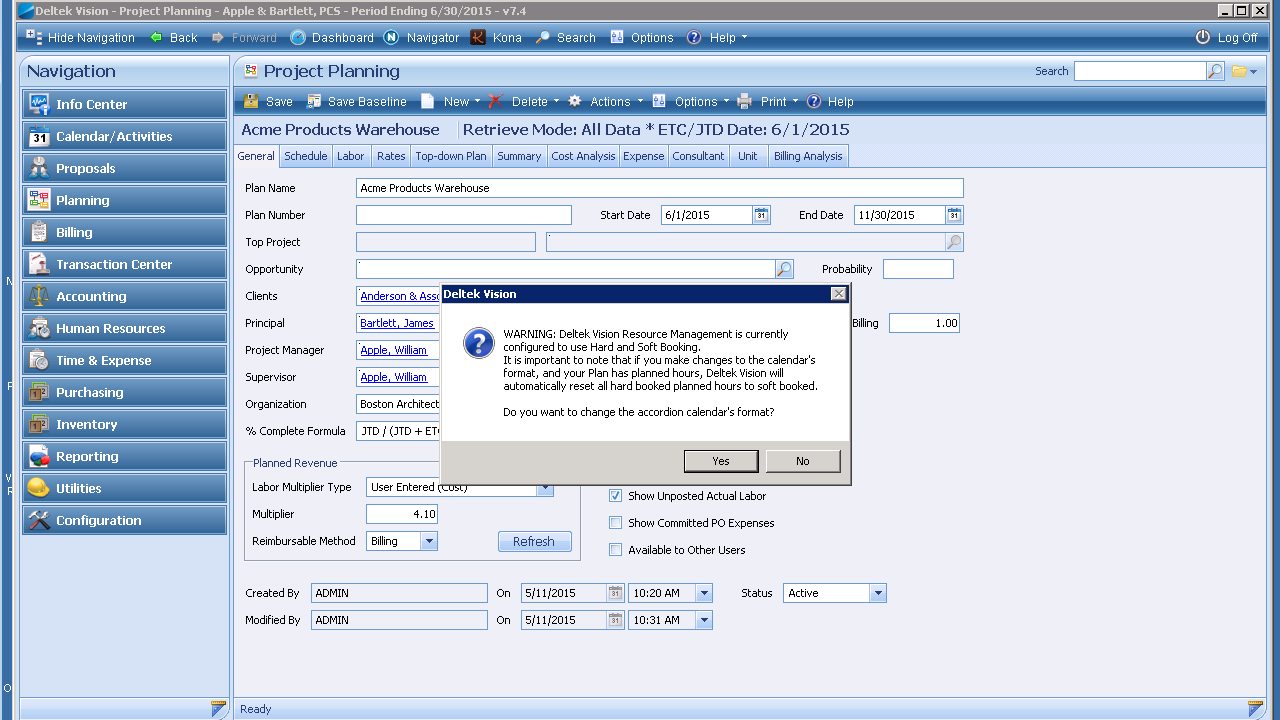 Deltek Vision - Project Planning - Apple & Bartlett, PCS - Period Ending 6/30/2015 - v7.4
Hide Navigation Back Forward Dashboard Navigator Kona Search Options Help Log Off
Navigation
Info Center
31 Calendar/Activities
Proposals
Planning
Billing
Transaction Center
Accounting
Human Resources
Time & Expense
Purchasing
Inventory
Reporting
Utilities
Configuration
Project Planning Search
Save Save Baseline New Delete Actions Options Print Help
Acme Products Warehouse Retrieve Mode: All Data * ETC/JTD Date: 6/1/2015
General Schedule Labor Rates Top-down Plan Summary Cost Analysis Expense Consultant Unit Billing Analysis
Plan Name Acme Products Warehouse
Plan Number Start Date 6/1/2015 31 End Date 11/30/2015 31
Top Project
Opportunity Probability
Clients Anderson & Asso
Principal Bartlett, James Billing 1.00
Project Manager Apple, William
Supervisor Apple, William
Organization Boston Architect
% Complete Formula JTD / (JTD + ETC
Deltek Vision
WARNING: Deltek Vision Resource Management is currently
configured to use Hard and Soft Booking.
It is important to note that if you make changes to the calendar's
format, and your Plan has planned hours, Deltek Vision will
automatically reset all hard booked planned hours to soft booked.
Do you want to change the accordion calendar's format?
Yes No
Planned Revenue
Labor Multiplier Type User Entered (Cost)
Multiplier 4.10
Reimbursable Method Billing Refresh
Show Unposted Actual Labor
Show Committed PO Expenses
Available to Other Users
Created By ADMIN On 5/11/2015 31 10:20 AM Status Active
Modified By ADMIN On 5/11/2015 31 10:31 AM
Ready